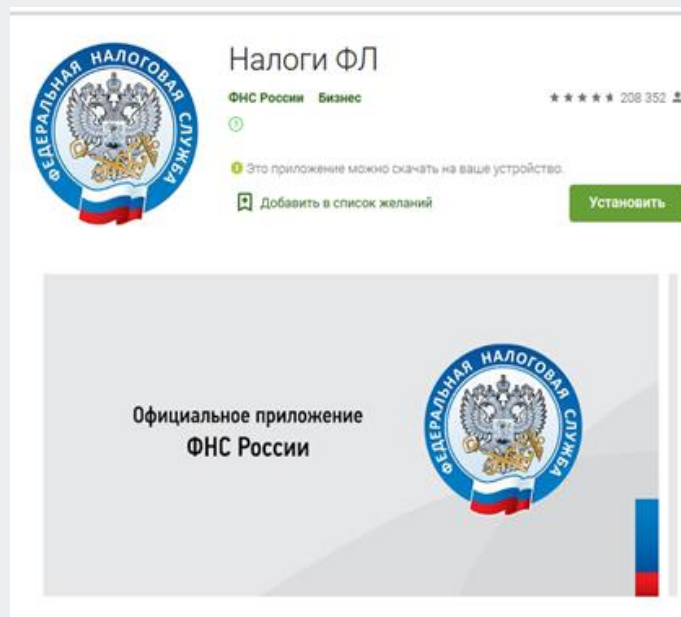 ФЕДЕРАЛЬНАЯ НАЛОГОВАЯ СЛУЖБА
Налоги ФЛ
ФНС России Бизнес
208 352
Это приложение можно скачать на ваше устройство.
Добавить в список желаний
Установить
Официальное приложение
ФНС России
ФЕДЕРАЛЬНАЯ НАЛОГОВАЯ СЛУЖБА